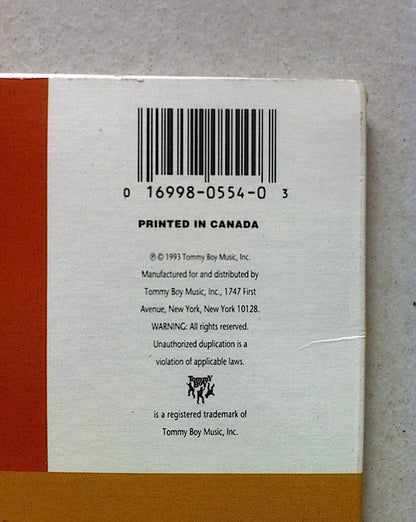 0 16998-0554-0 3
PRINTED IN CANADA
℗ © 1993 Tommy Boy Music, Inc.
Manufactured for and distributed by
Tommy Boy Music, Inc., 1747 First
Avenue, New York, New York 10128.
WARNING: All rights reserved.
Unauthorized duplication is a
violation of applicable laws.
Tommy
Boy
is a registered trademark of
Tommy Boy Music, Inc.